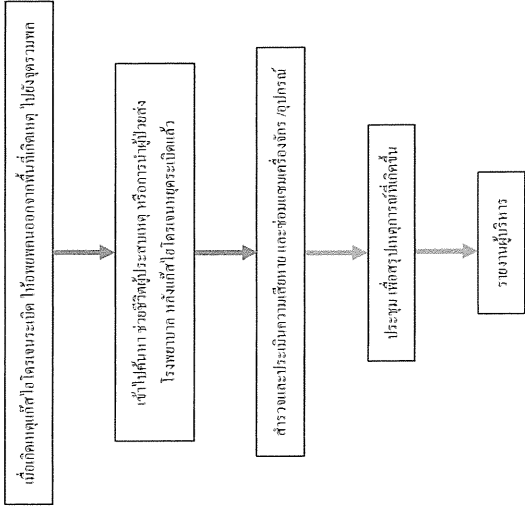 เมื่อเกิดเหตุแก๊สไฮโดรเจนระเบิด ให้อพยพคนออกจากพื้นที่เกิดเหตุ ไปยังจุดรวมพล
เข้าไปค้นหา ช่วยชีวิตผู้ประสบเหตุ หรือการนำผู้ป่วยส่ง
โรงพยาบาล หลังแก๊สไฮโดรเจนหยุดระเบิดแล้ว
สำรวจและประเมินความเสียหาย และซ่อมแซมเครื่องจักร /อุปกรณ์
ประชุม เพื่อสรุปเหตุการณ์ที่เกิดขึ้น
รายงานผู้บริหาร